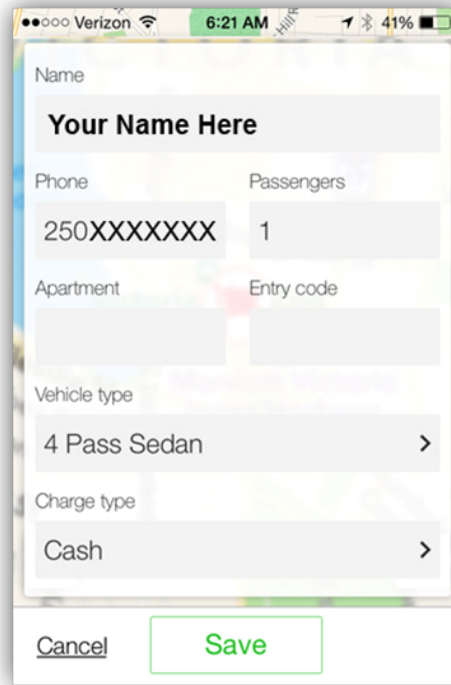 ●●○○○ Verizon 6:21 AM 41%
Name
Your Name Here
Phone Passengers
250XXXXXXX 1
Apartment Entry code
Vehicle type
4 Pass Sedan >
Charge type
Cash >
Cancel Save